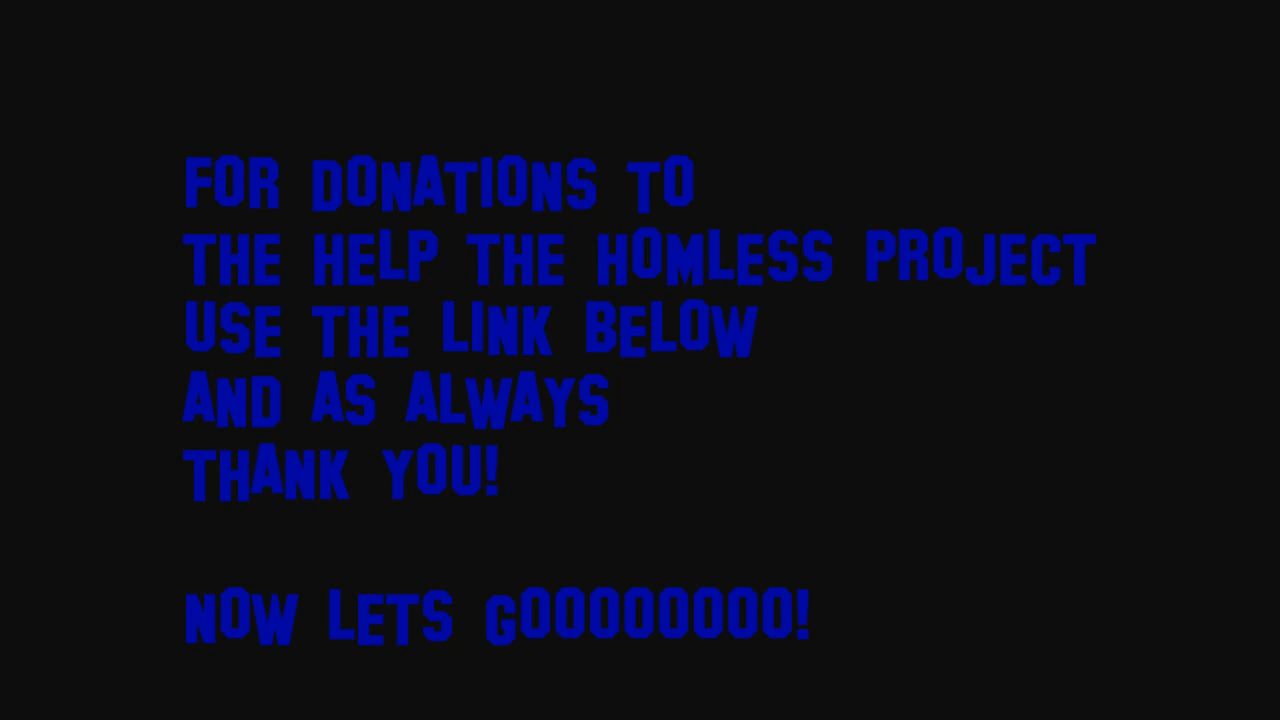 FOR DONATIONS TO
THE HELP THE HOMLESS PROJECT
USE THE LINK BELOW
AND AS ALWAYS
THANK YOU!
NOW LETS GOOOOOOOO!